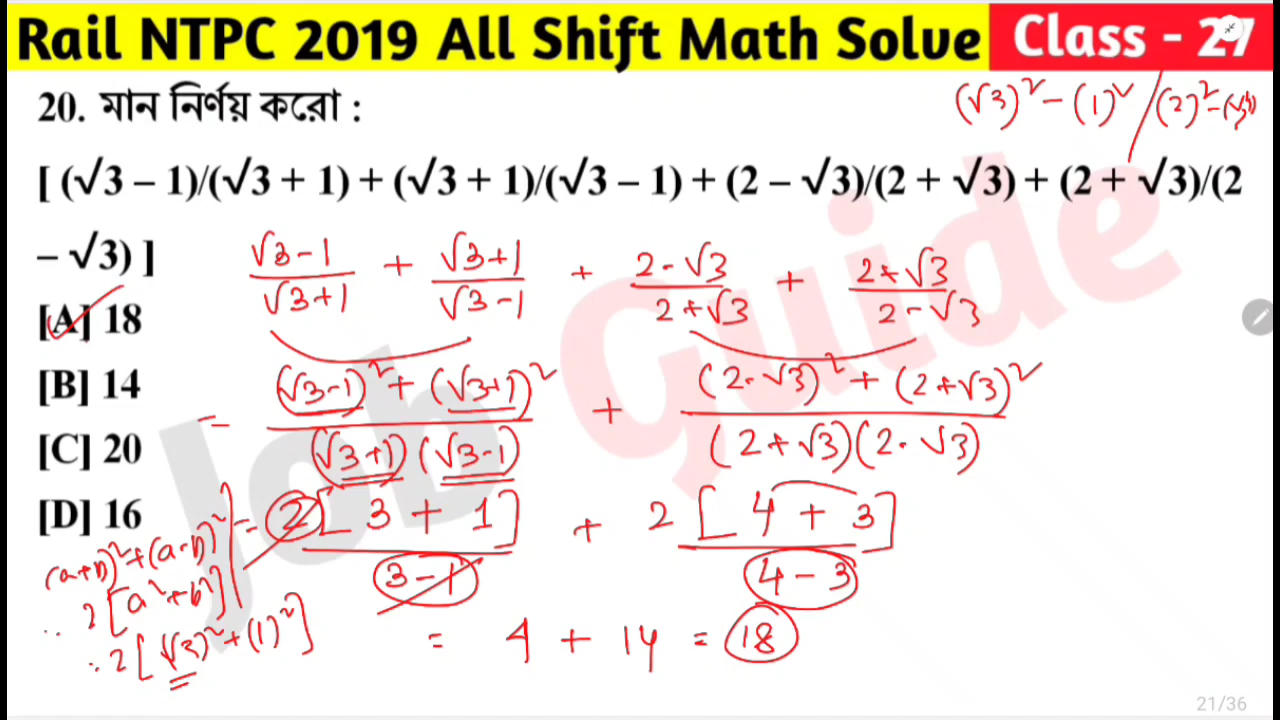 Rail NTPC 2019 All Shift Math Solve Class - 27
20. মান নির্ণয় করো :
(√3)² - (1)² / (2)² - (√3)²
[ (√3 – 1)/(√3 + 1) + (√3 + 1)/(√3 – 1) + (2 – √3)/(2 + √3) + (2 + √3)/(2
– √3) ]
√3-1/√3+1 + √3+1/√3-1 + 2-√3/2+√3 + 2+√3/2-√3
[A] 18
[B] 14
= (√3-1)² + (√3+1)²/(√3+1)(√3-1) + (2-√3)² + (2+√3)²/(2+√3)(2-√3)
[C] 20
[D] 16
= 2[3+1]/3-1 + 2[4+3]/4-3
(a+b)²+(a-b)²
∴ 2[a²+b²]
∴ 2[(√3)²+(1)²]
= 4 + 14 = 18
Job Guide
21/36